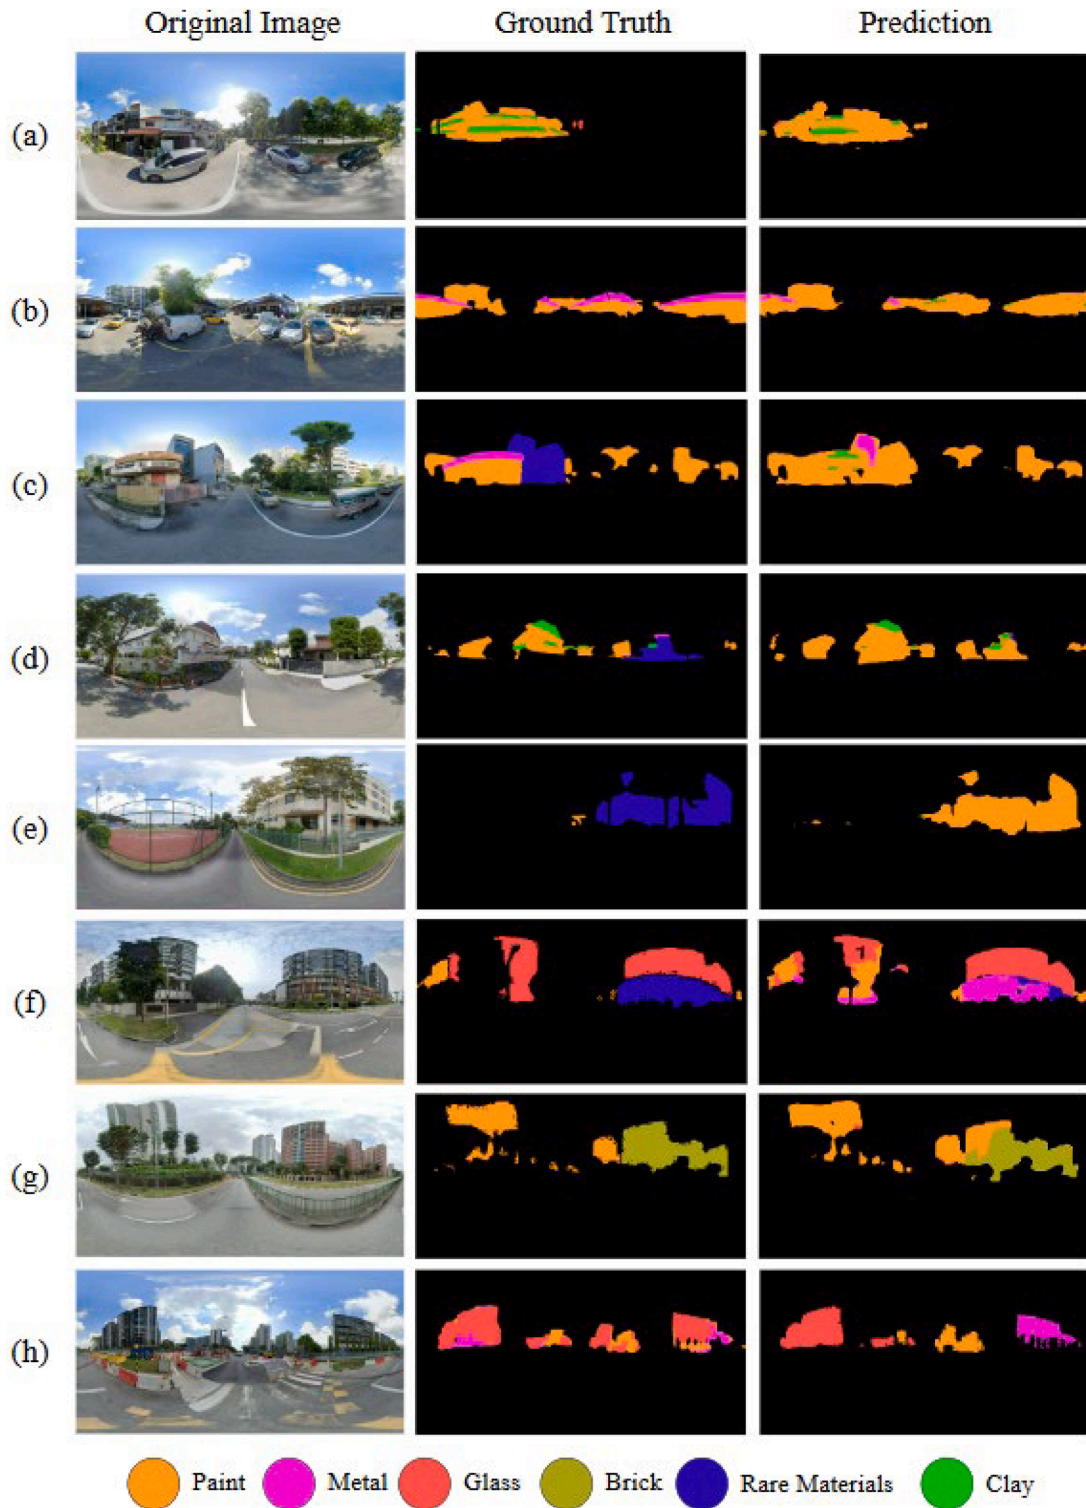 Original Image Ground Truth Prediction
(a)
(b)
(c)
(d)
(e)
(f)
(g)
(h)
Paint Metal Glass Brick Rare Materials Clay